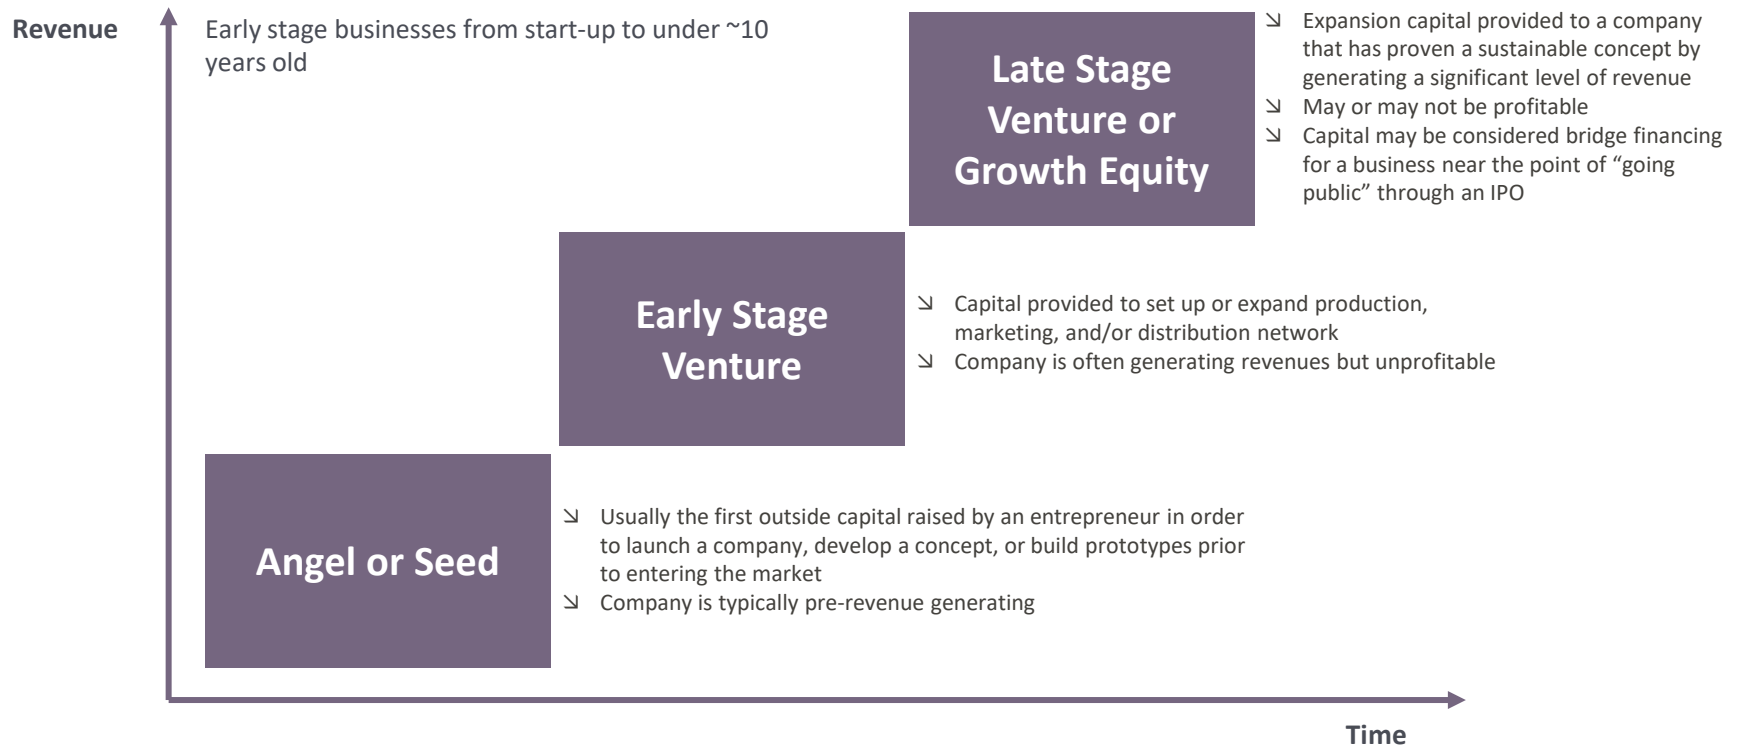 Revenue
Early stage businesses from start-up to under ~10
years old
Late Stage
Venture or
Growth Equity
Expansion capital provided to a company
that has proven a sustainable concept by
generating a significant level of revenue
May or may not be profitable
Capital may be considered bridge financing
for a business near the point of “going
public” through an IPO
Early Stage
Venture
Capital provided to set up or expand production,
marketing, and/or distribution network
Company is often generating revenues but unprofitable
Angel or Seed
Usually the first outside capital raised by an entrepreneur in order
to launch a company, develop a concept, or build prototypes prior
to entering the market
Company is typically pre-revenue generating
Time